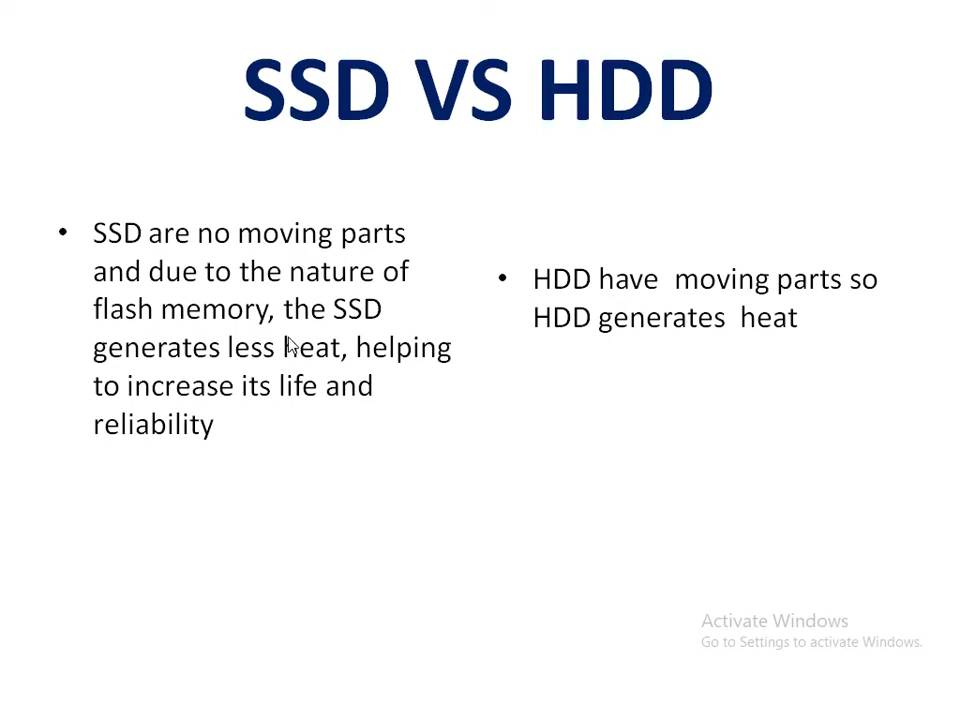 SSD VS HDD
• SSD are no moving parts
and due to the nature of
flash memory, the SSD
generates less heat, helping
to increase its life and
reliability
• HDD have  moving parts so
HDD generates  heat
Activate Windows
Go to Settings to activate Windows.